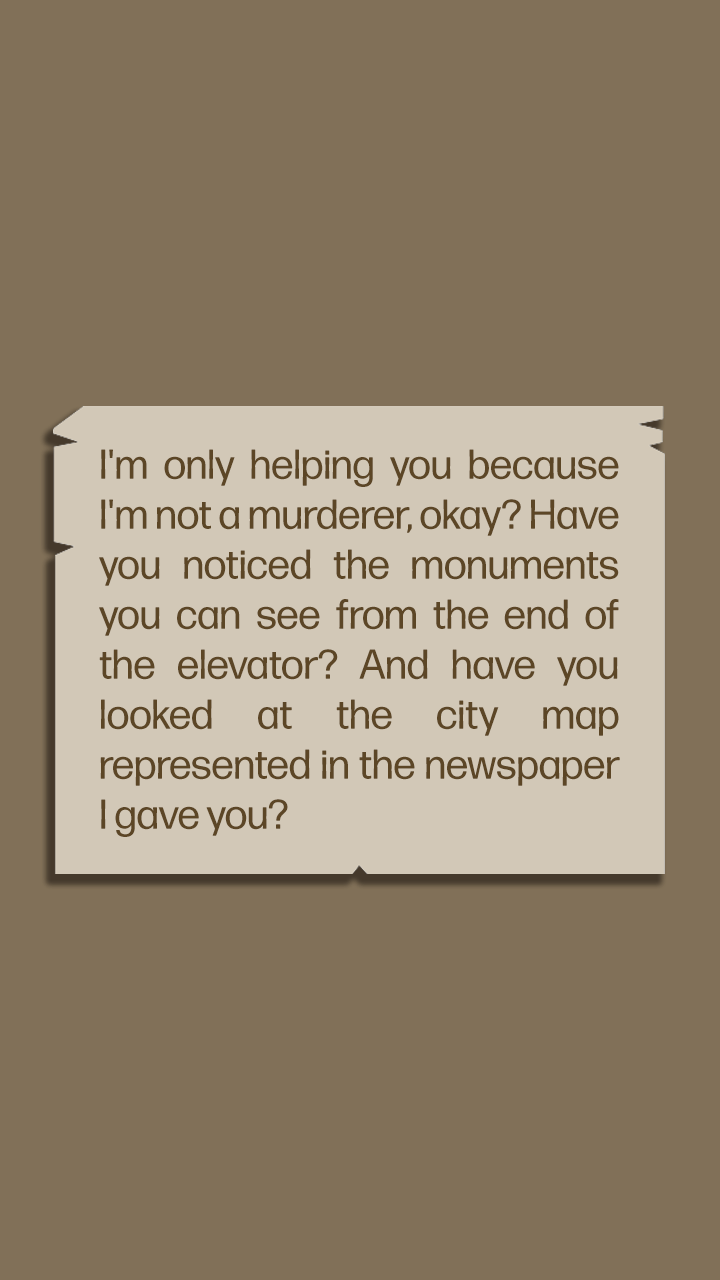 I'm only helping you because
I'm not a murderer, okay? Have
you noticed the monuments
you can see from the end of
the elevator? And have you
looked at the city map
represented in the newspaper
I gave you?